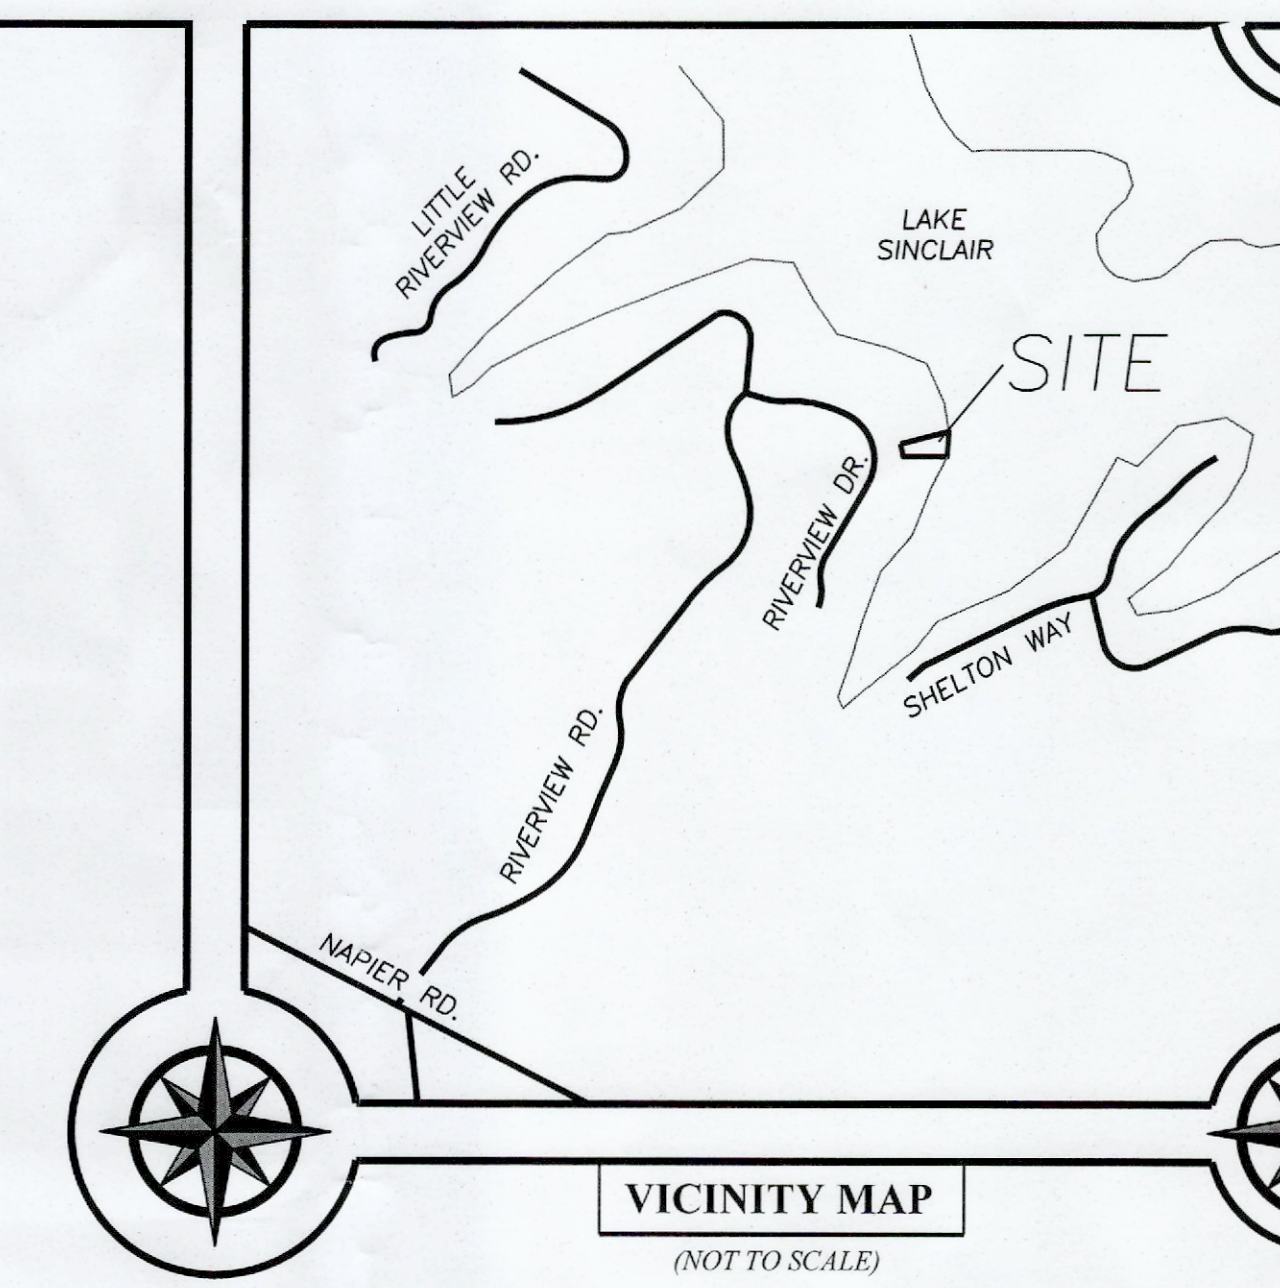 LITTLE
RIVERVIEW RD.
LAKE
SINCLAIR
SITE
RIVERVIEW DR.
SHELTON WAY
RIVERVIEW RD.
NAPIER RD.
VICINITY MAP
(NOT TO SCALE)